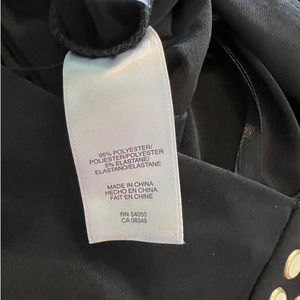 95% POLYESTER/
POLIESTER/POLYESTER
5% ELASTANE/
ELASTANO/ELASTANE
MADE IN CHINA
HECHO EN CHINA
FAIT EN CHINE
RN 54050
CA 08349